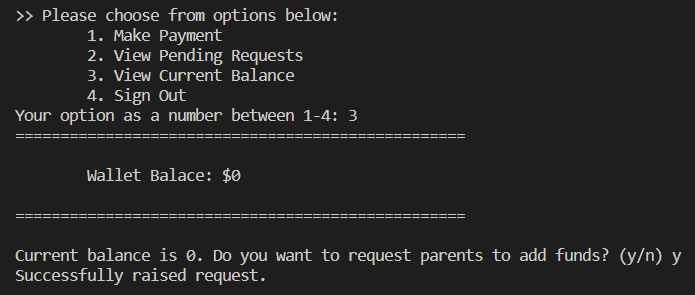 >> Please choose from options below:
1. Make Payment
2. View Pending Requests
3. View Current Balance
4. Sign Out
Your option as a number between 1-4: 3
==================================================
Wallet Balace: $0
==================================================
Current balance is 0. Do you want to request parents to add funds? (y/n) y
Successfully raised request.